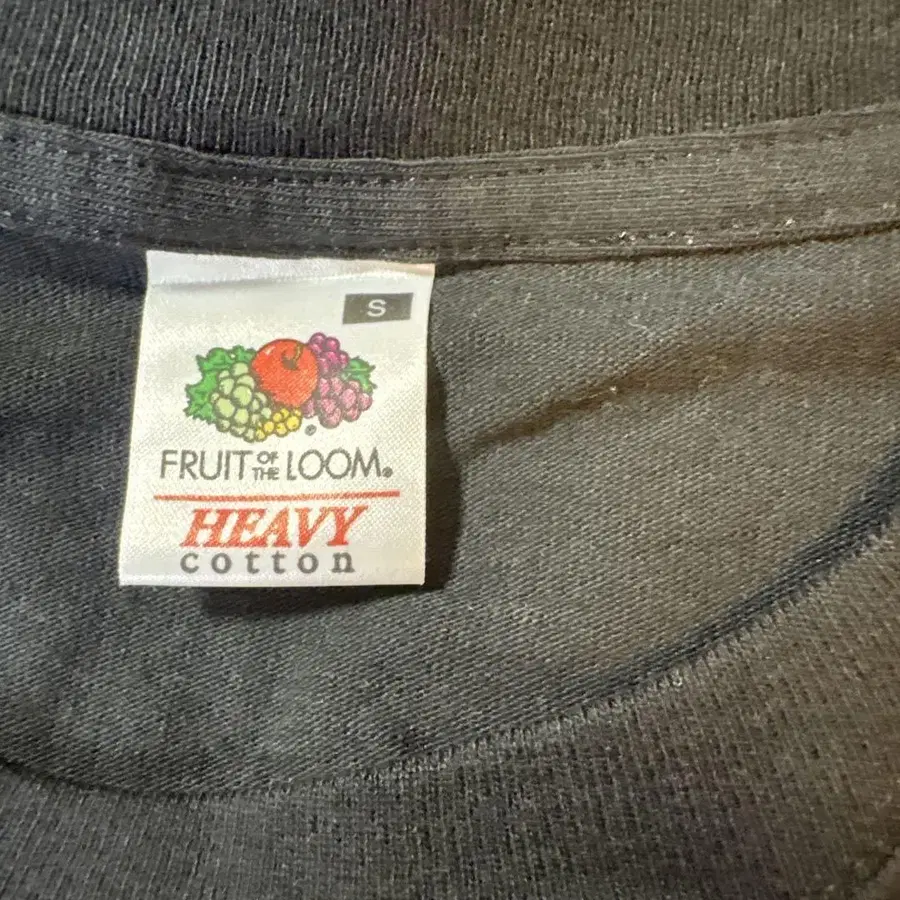 S
®
FRUIT OF THE LOOM®
HEAVY
cotton